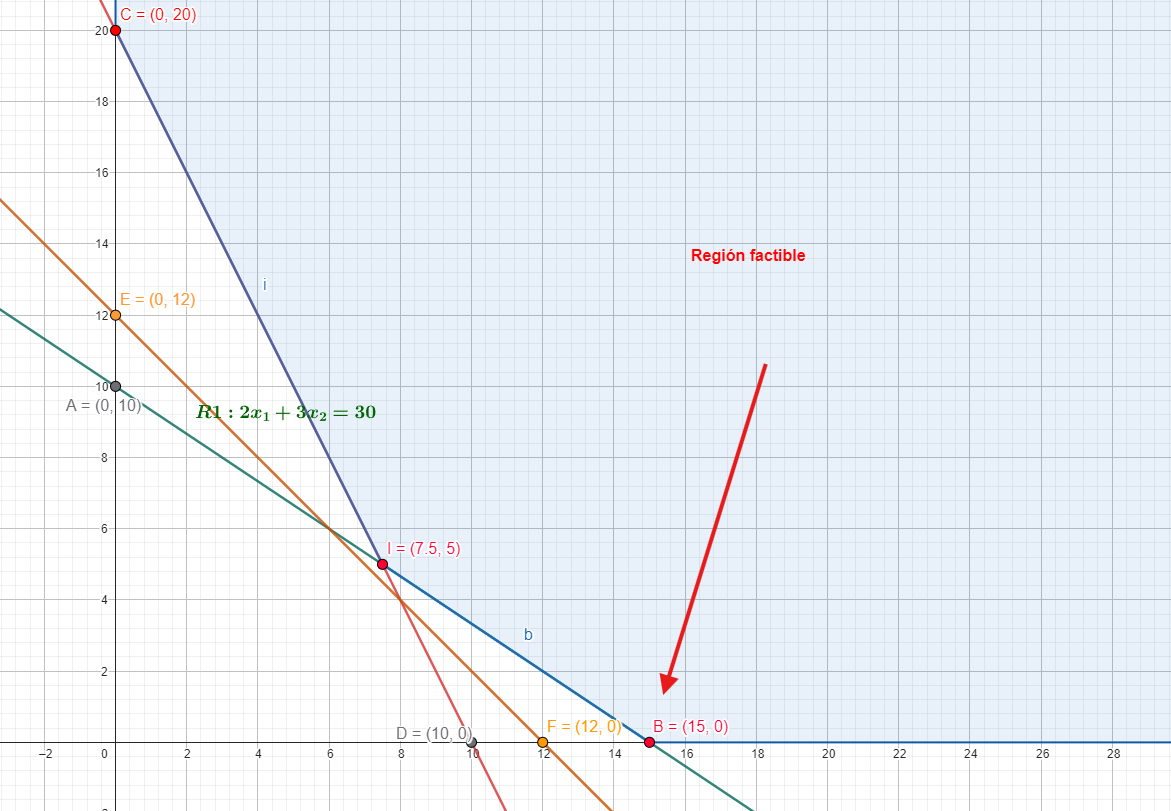 C = (0, 20)
20
18
16
14
Región factible
i
E = (0, 12)
12
10
A = (0, 10)
R1 : 2x₁ + 3x₂ = 30
8
6
I = (7.5, 5)
4
b
2
D = (10, 0)
F = (12, 0)
B = (15, 0)
−2 0 2 4 6 8 10 12 14 16 18 20 22 24 26 28